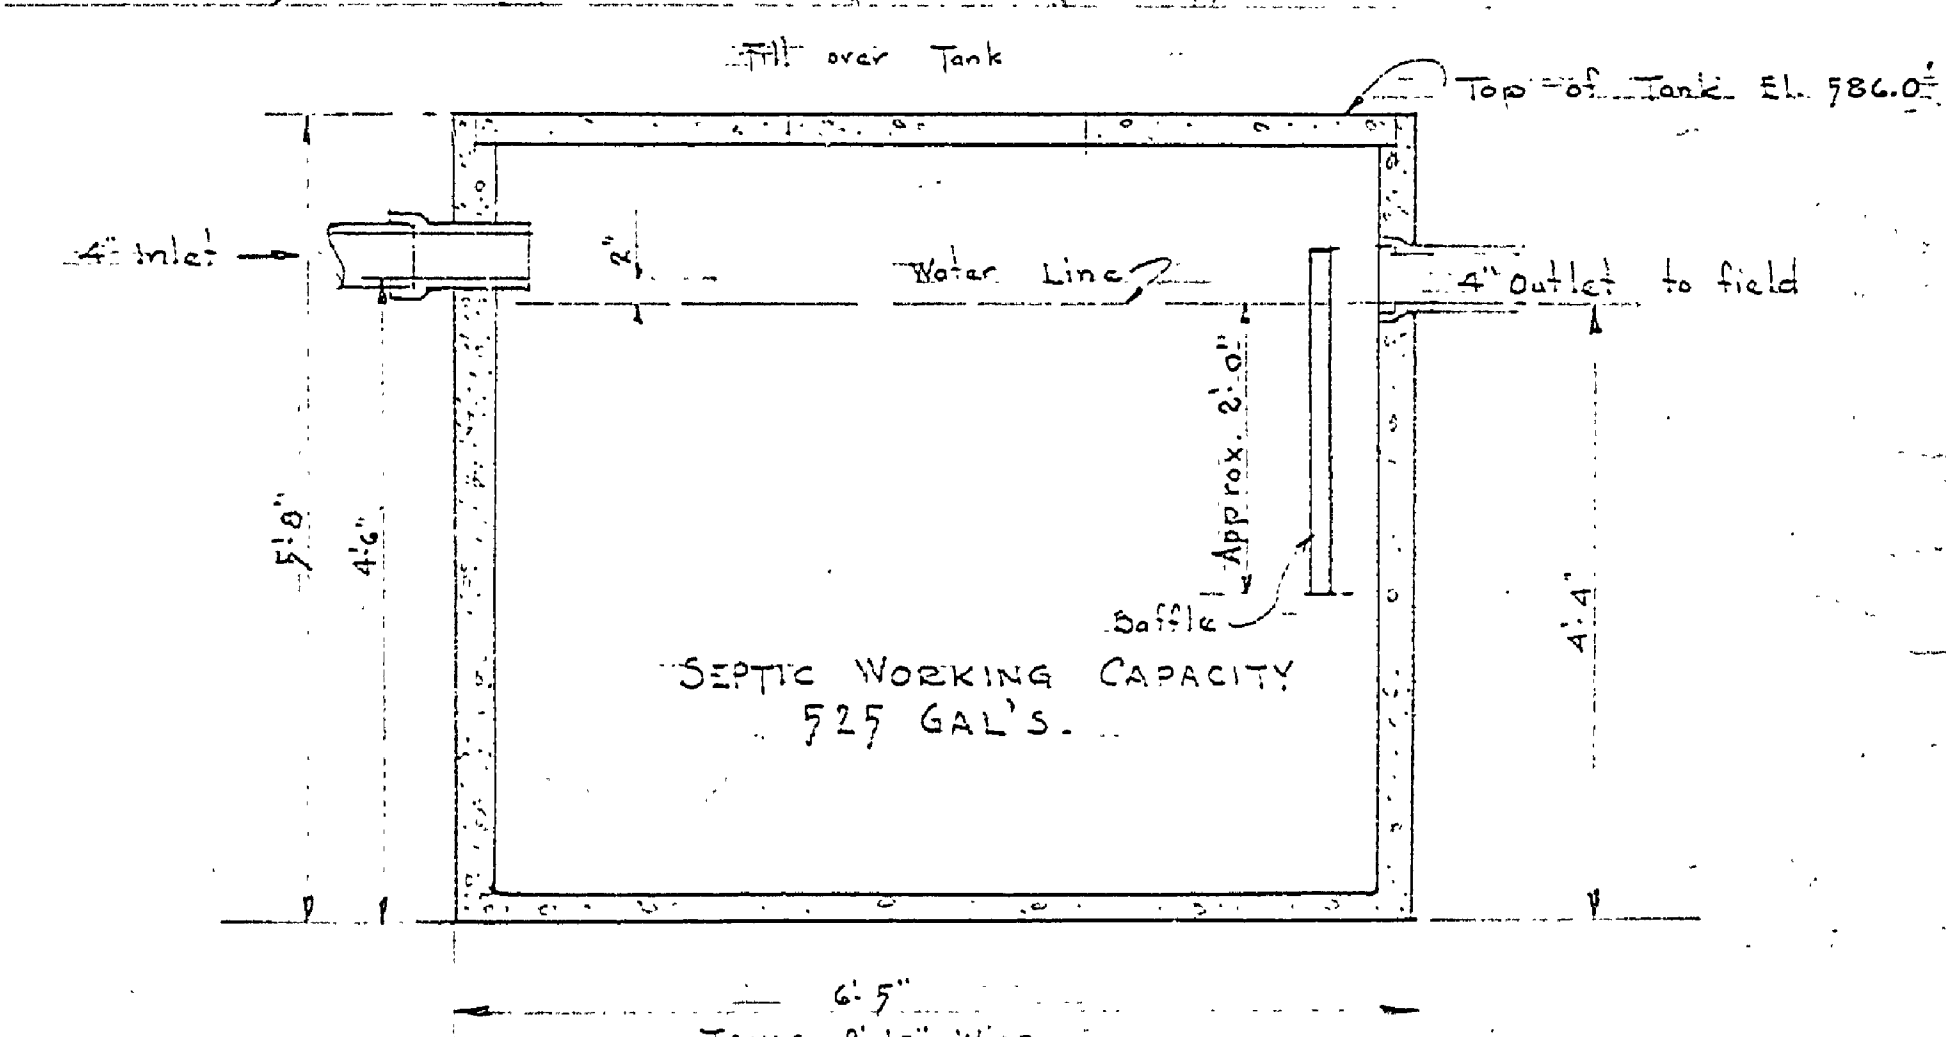 Fill over Tank
Top of Tank El. 586.0±
4" Inlet
2"
Water Line
4" Outlet to field
Approx. 2'-0"
5'-8"
4'-6"
Baffle
4'-4"
SEPTIC WORKING CAPACITY
525 GAL'S.
6'-5"